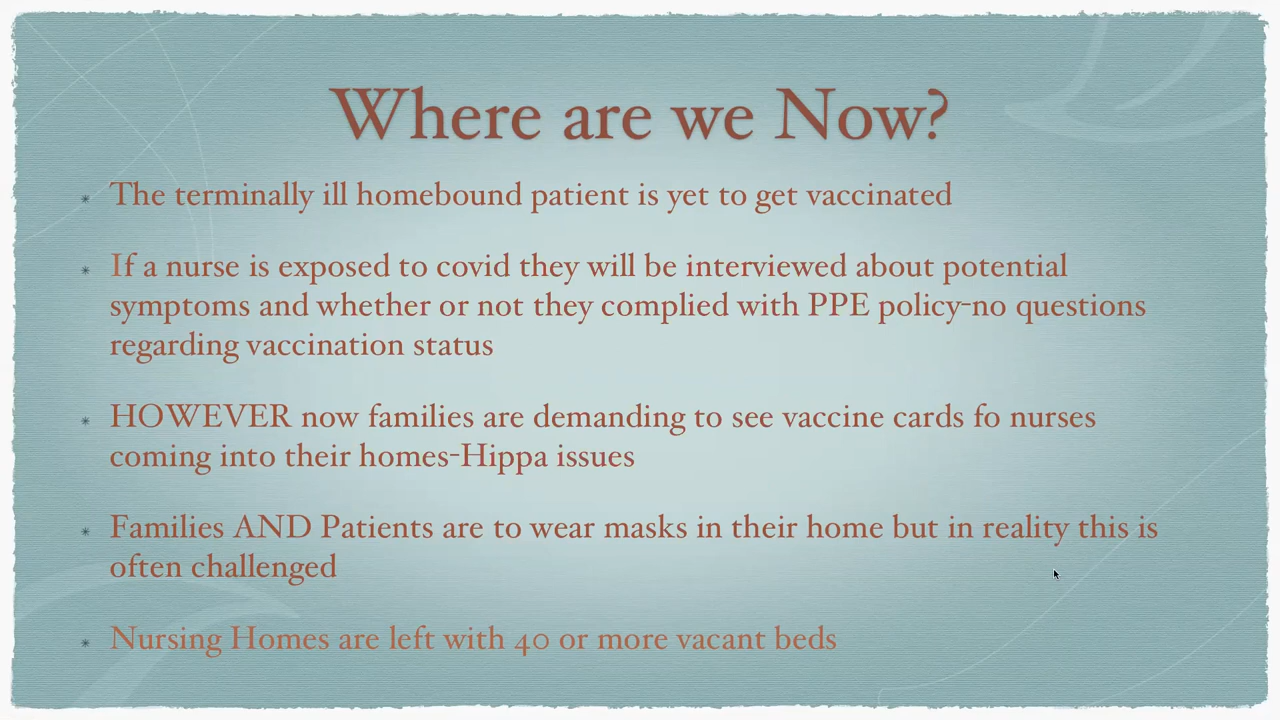 Where are we Now?
* The terminally ill homebound patient is yet to get vaccinated
* If a nurse is exposed to covid they will be interviewed about potential
symptoms and whether or not they complied with PPE policy-no questions
regarding vaccination status
* HOWEVER now families are demanding to see vaccine cards fo nurses
coming into their homes-Hippa issues
* Families AND Patients are to wear masks in their home but in reality this is
often challenged
* Nursing Homes are left with 40 or more vacant beds